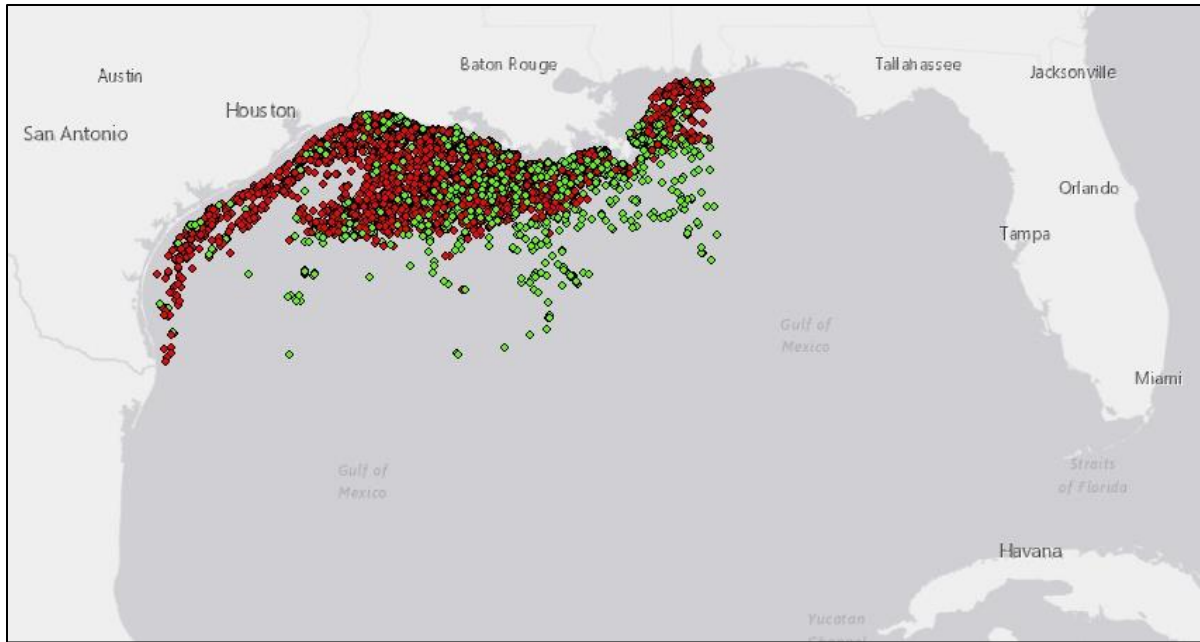 Baton Rouge
Tallahassee
Jacksonville
Austin
Houston
San Antonio
Orlando
Tampa
Gulf of
Mexico
Miami
Gulf of
Mexico
Straits
of Florida
Havana
Yucatan
Channel